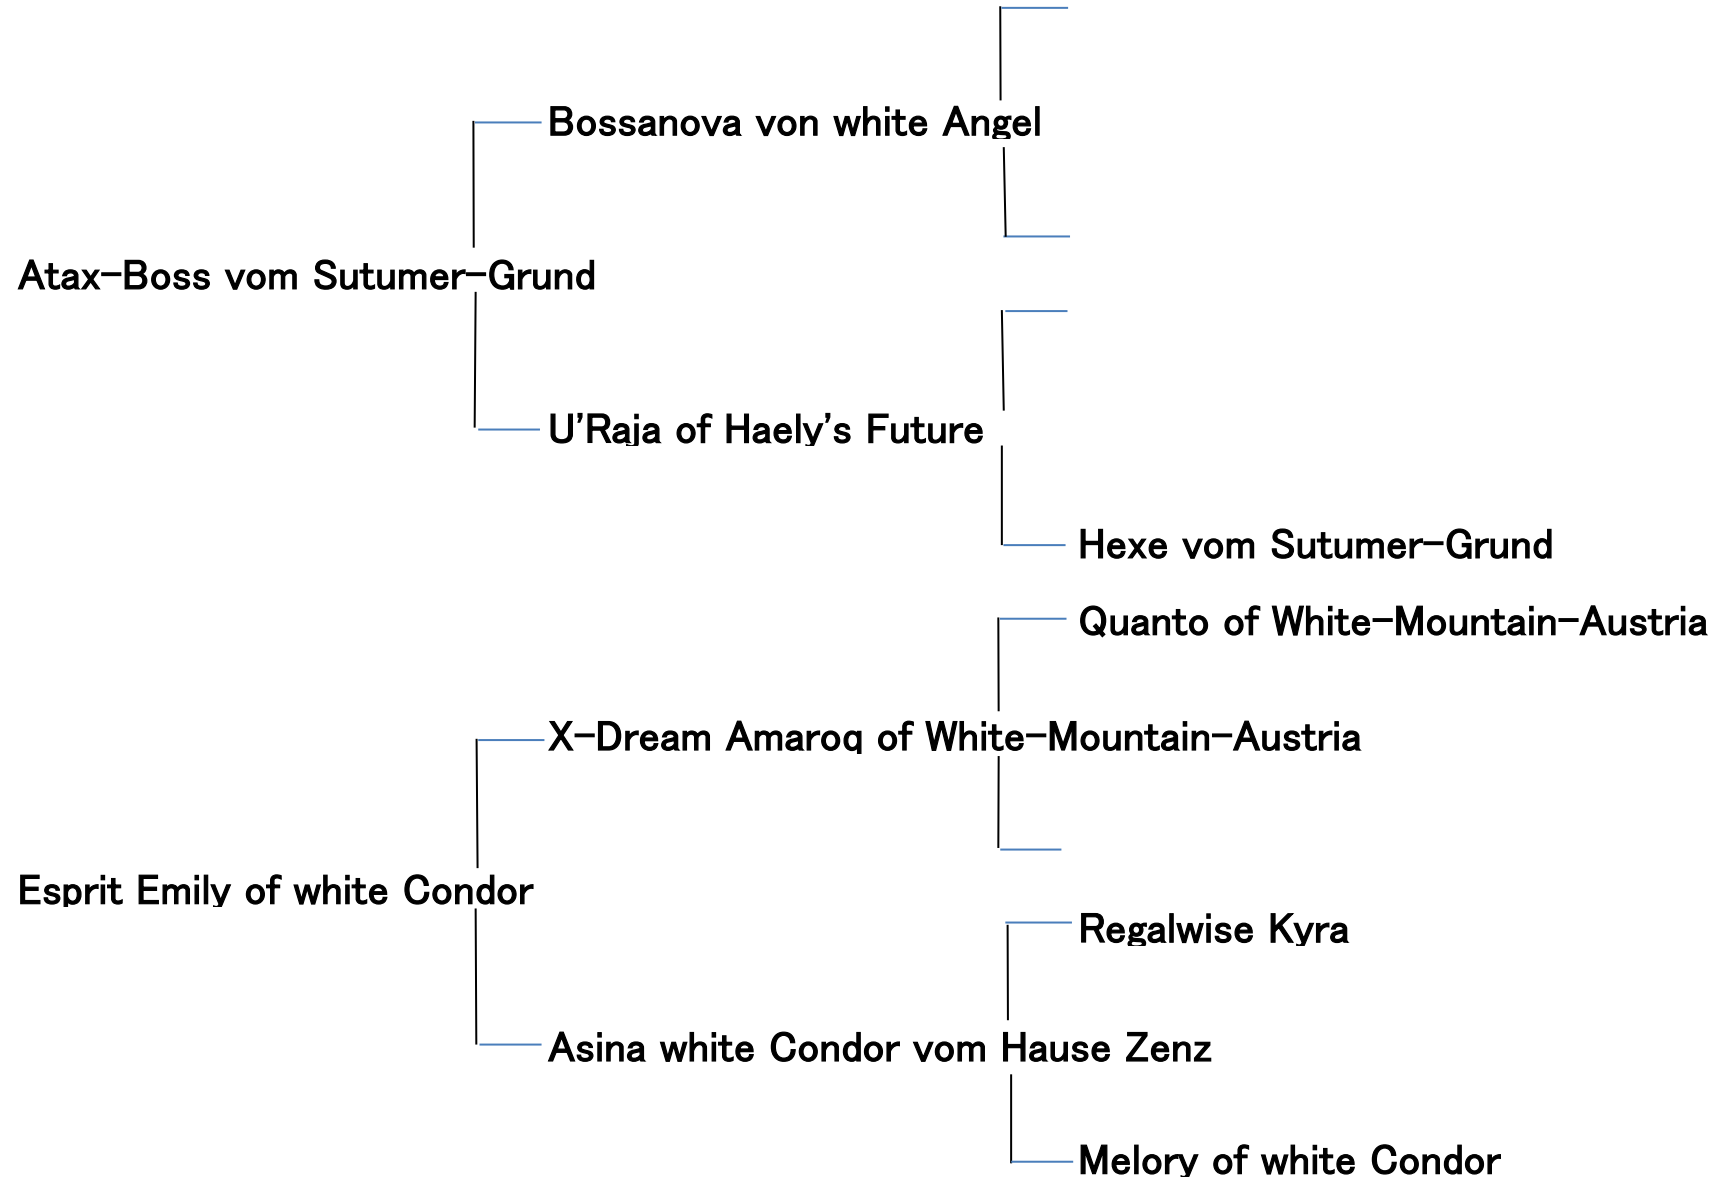 Bossanova von white Angel
Atax-Boss vom Sutumer-Grund
U'Raja of Haely's Future
Hexe vom Sutumer-Grund
Quanto of White-Mountain-Austria
X-Dream Amaroq of White-Mountain-Austria
Esprit Emily of white Condor
Regalwise Kyra
Asina white Condor vom Hause Zenz
Melory of white Condor